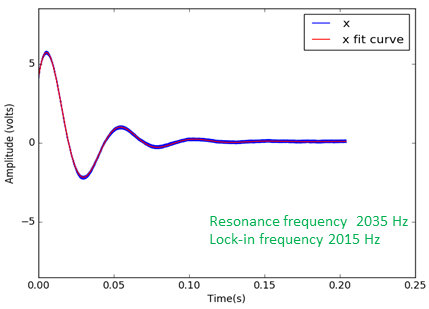 x
x fit curve
5
0
−5
Amplitude (volts)
Resonance frequency 2035 Hz
Lock-in frequency 2015 Hz
0.00 0.05 0.10 0.15 0.20 0.25
Time(s)